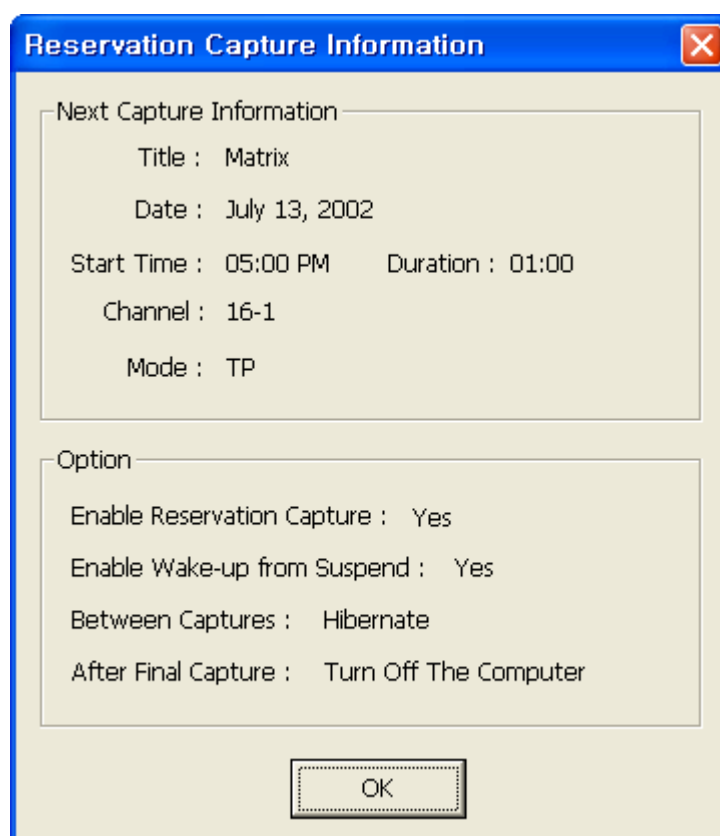 Reservation Capture Information
Next Capture Information
Title : Matrix
Date : July 13, 2002
Start Time : 05:00 PM Duration : 01:00
Channel : 16-1
Mode : TP
Option
Enable Reservation Capture : Yes
Enable Wake-up from Suspend : Yes
Between Captures : Hibernate
After Final Capture : Turn Off The Computer
OK